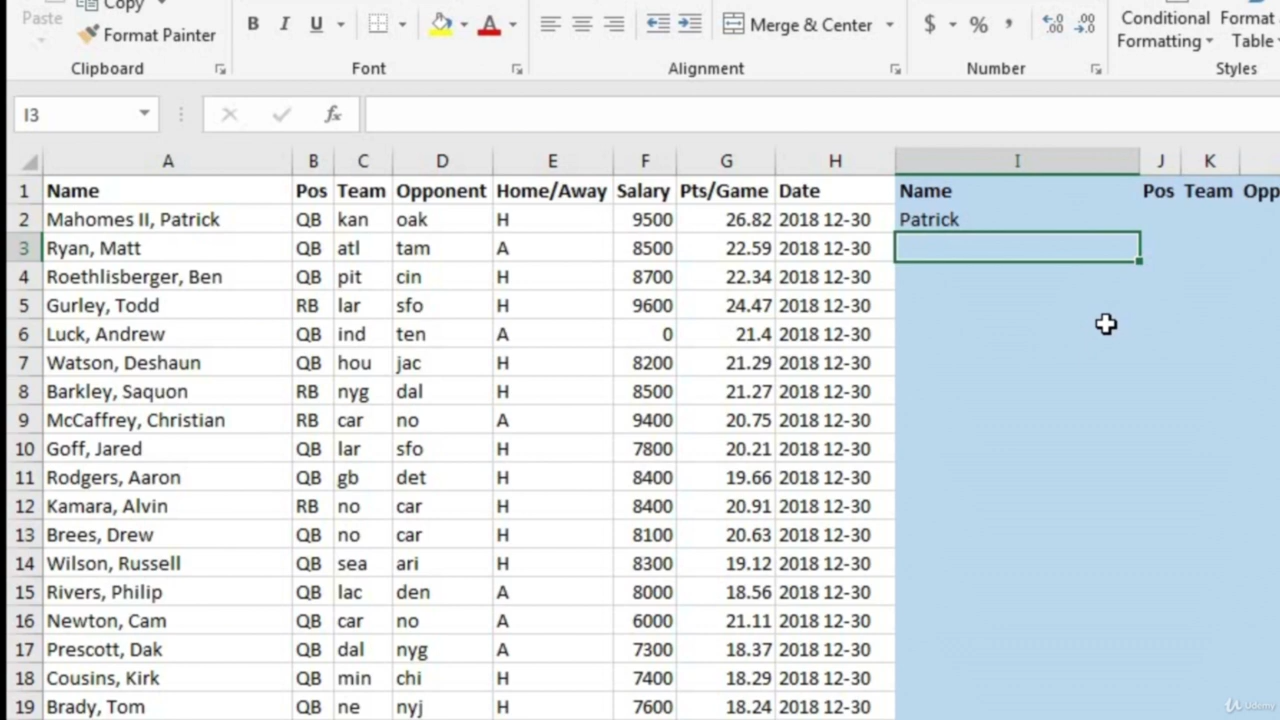 Paste Copy
Format Painter
B I U A Merge & Center $ % , Conditional Format
Formatting Table
Clipboard Font Alignment Number Styles
I3 fx
A B C D E F G H I J K
1 Name Pos Team Opponent Home/Away Salary Pts/Game Date Name Pos Team Opp
2 Mahomes II, Patrick QB kan oak H 9500 26.82 2018 12-30 Patrick
3 Ryan, Matt QB atl tam A 8500 22.59 2018 12-30
4 Roethlisberger, Ben QB pit cin H 8700 22.34 2018 12-30
5 Gurley, Todd RB lar sfo H 9600 24.47 2018 12-30
6 Luck, Andrew QB ind ten A 0 21.4 2018 12-30
7 Watson, Deshaun QB hou jac H 8200 21.29 2018 12-30
8 Barkley, Saquon RB nyg dal H 8500 21.27 2018 12-30
9 McCaffrey, Christian RB car no A 9400 20.75 2018 12-30
10 Goff, Jared QB lar sfo H 7800 20.21 2018 12-30
11 Rodgers, Aaron QB gb det H 8400 19.66 2018 12-30
12 Kamara, Alvin RB no car H 8400 20.91 2018 12-30
13 Brees, Drew QB no car H 8100 20.63 2018 12-30
14 Wilson, Russell QB sea ari H 8300 19.12 2018 12-30
15 Rivers, Philip QB lac den A 8000 18.56 2018 12-30
16 Newton, Cam QB car no A 6000 21.11 2018 12-30
17 Prescott, Dak QB dal nyg A 7300 18.37 2018 12-30
18 Cousins, Kirk QB min chi H 7400 18.29 2018 12-30
19 Brady, Tom QB ne nyj H 7600 18.24 2018 12-30
Udemy